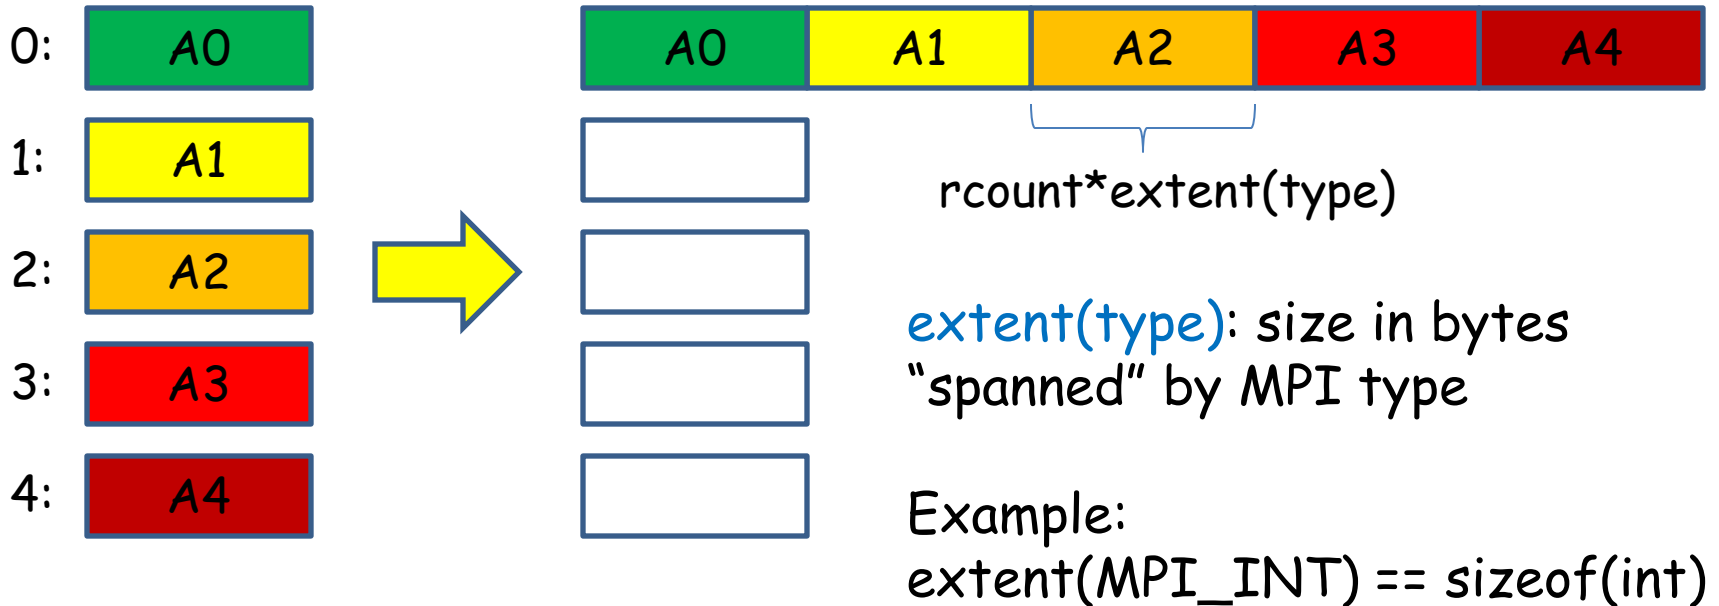 0: A0 A0 A1 A2 A3 A4
1: A1
rcount*extent(type)
2: A2
extent(type): size in bytes
“spanned” by MPI type
3: A3
4: A4
Example:
extent(MPI_INT) == sizeof(int)